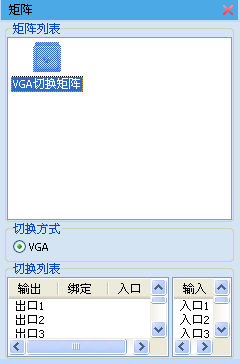 矩阵
矩阵列表
VGA切换矩阵
切换方式
VGA
切换列表
输出 绑定 入口 输入
出口1 入口1
出口2 入口2
出口3 入口3